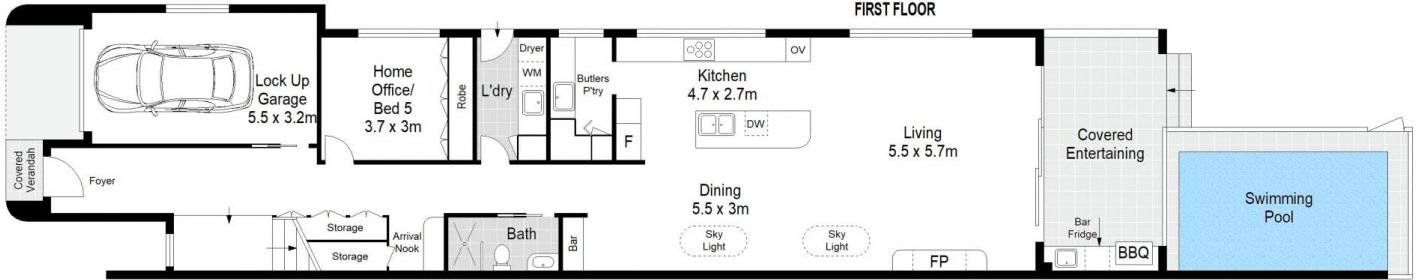 FIRST FLOOR
Lock Up
Garage
5.5 x 3.2m
Home
Office/
Bed 5
3.7 x 3m
Robe
L'dry
Dryer
WM
Butlers
P'try
F
Kitchen
4.7 x 2.7m
OV
DW
Living
5.5 x 5.7m
Covered
Entertaining
Swimming
Pool
Covered
Verandah
Foyer
Storage
Storage
Arrival
Nook
Bath
Bar
Dining
5.5 x 3m
Sky
Light
Sky
Light
FP
Bar
Fridge
BBQ